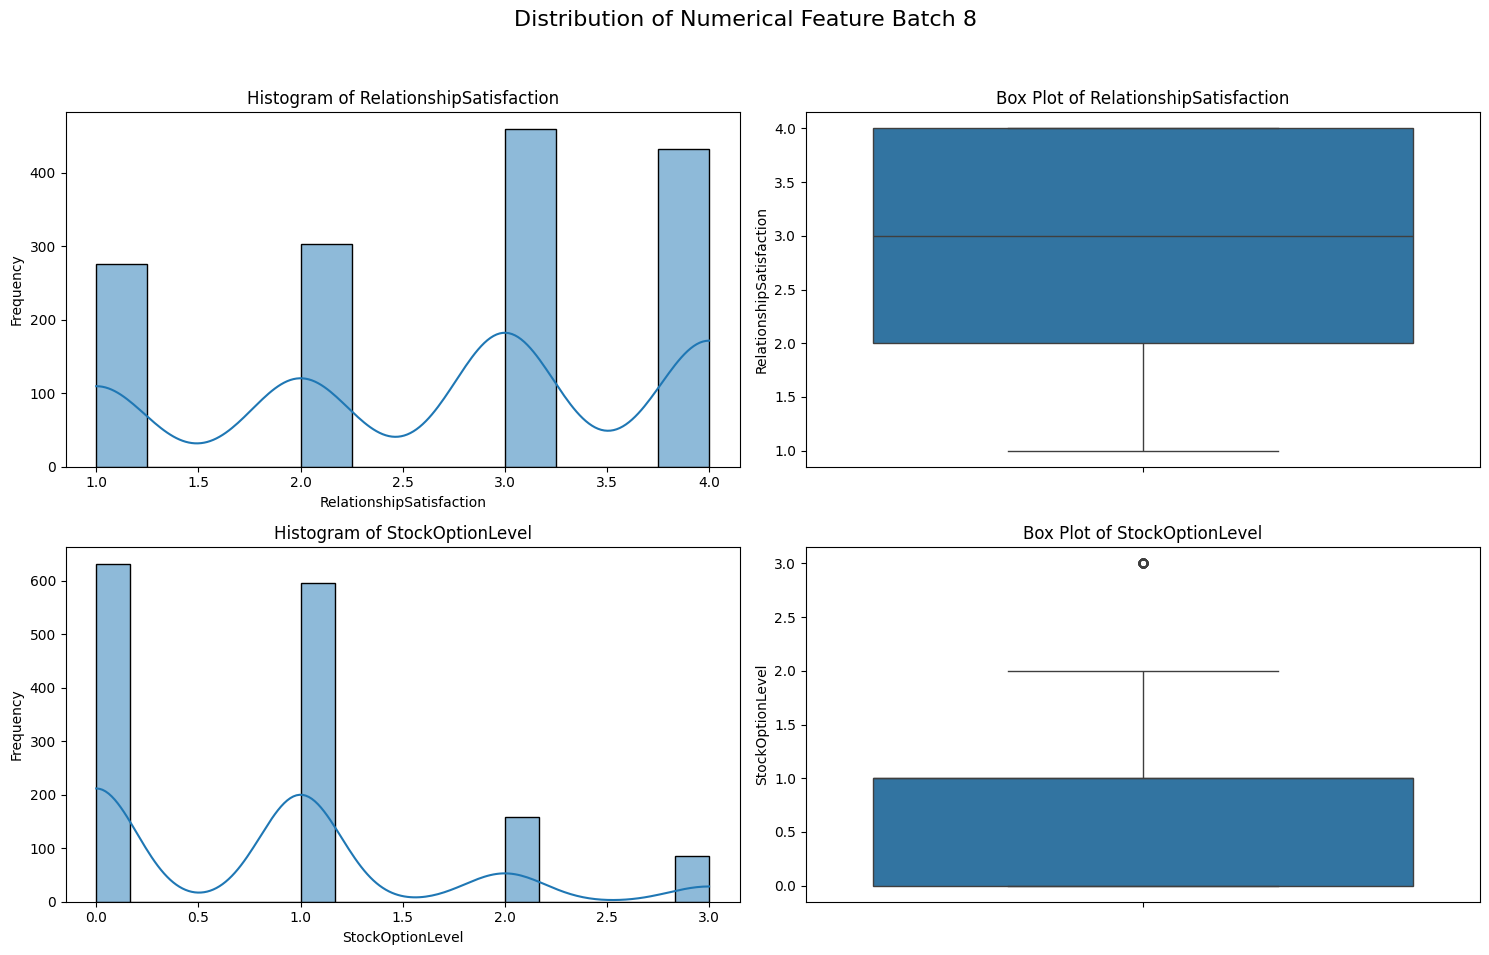 Distribution of Numerical Feature Batch 8
Histogram of RelationshipSatisfaction
Frequency
400
300
200
100
0
1.0 1.5 2.0 2.5 3.0 3.5 4.0
RelationshipSatisfaction
Box Plot of RelationshipSatisfaction
RelationshipSatisfaction
4.0
3.5
3.0
2.5
2.0
1.5
1.0
Histogram of StockOptionLevel
Frequency
600
500
400
300
200
100
0
0.0 0.5 1.0 1.5 2.0 2.5 3.0
StockOptionLevel
Box Plot of StockOptionLevel
StockOptionLevel
3.0
2.5
2.0
1.5
1.0
0.5
0.0